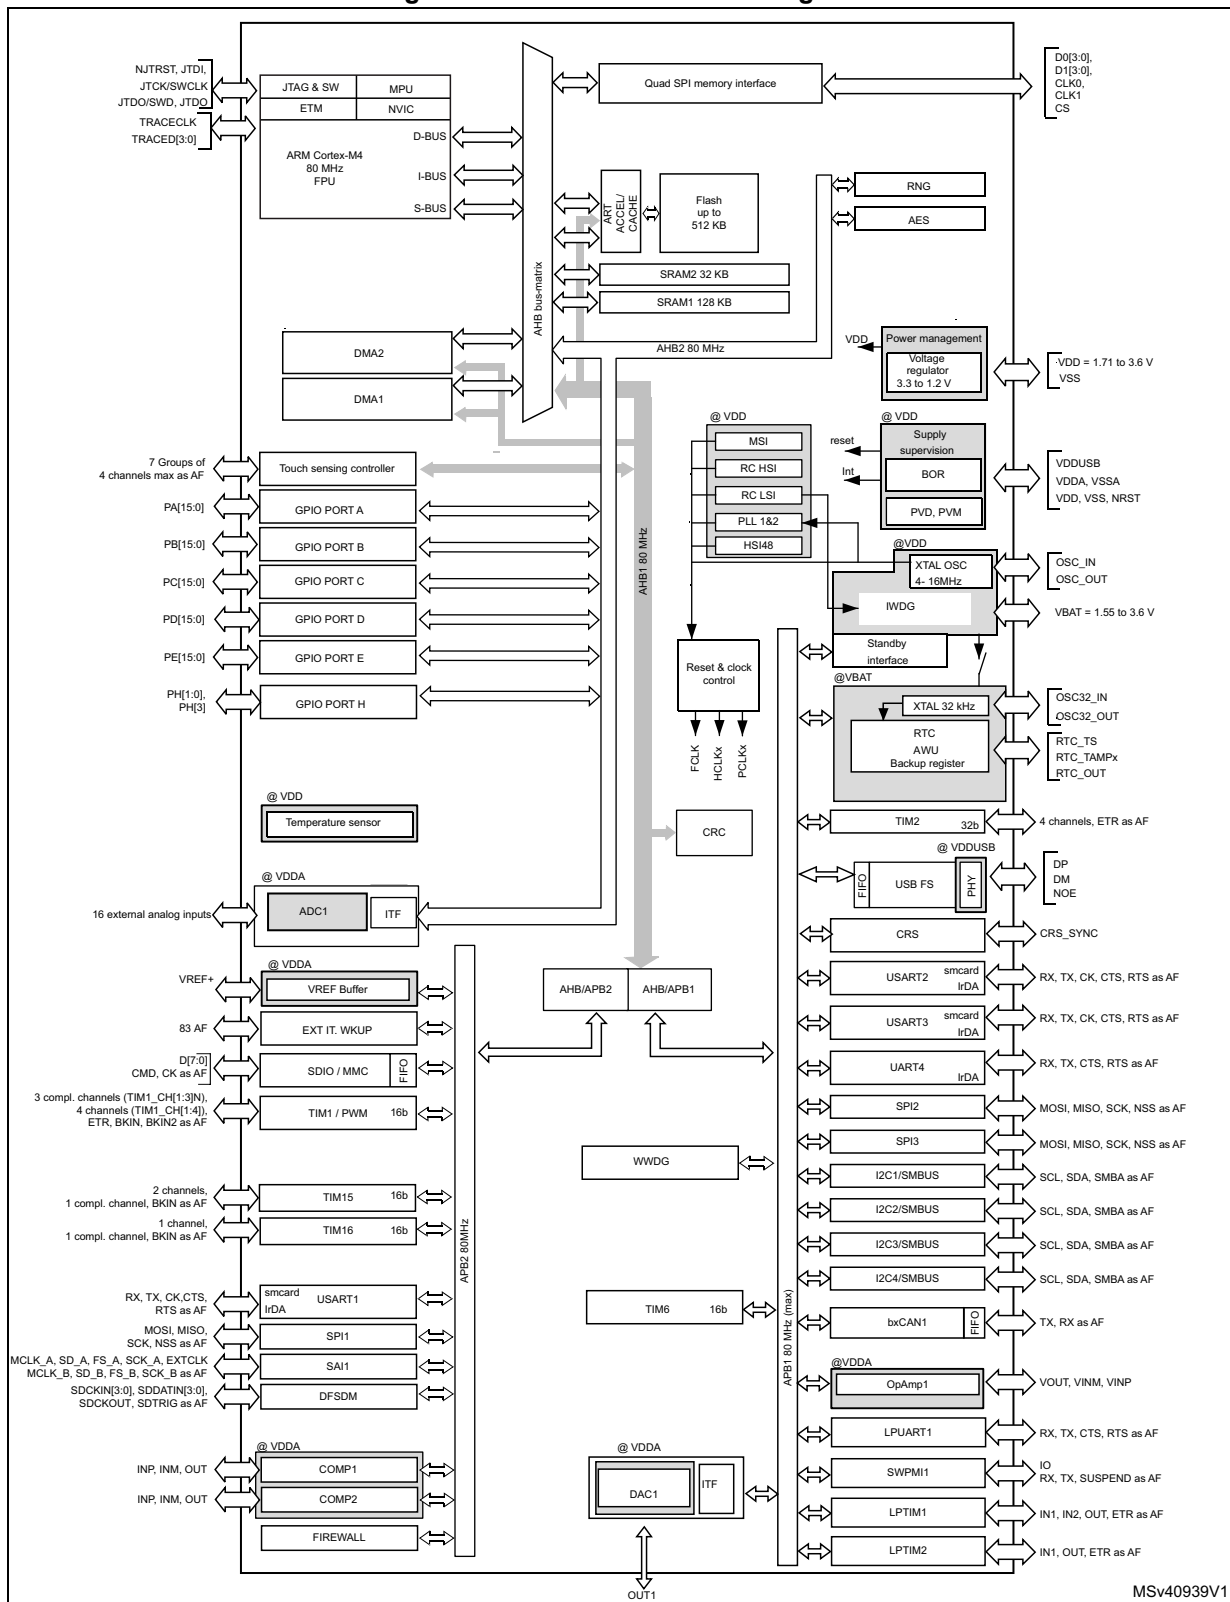 NJTRST, JTDI,
JTCK/SWCLK
JTDO/SWD, JTDO
TRACECLK
TRACED[3:0]
JTAG & SW
MPU
ETM
NVIC
ARM Cortex-M4
80 MHz
FPU
D-BUS
I-BUS
S-BUS
AHB bus-matrix
Quad SPI memory interface
D0[3:0],
D1[3:0],
CLK0,
CLK1
CS
ART
ACCEL/
CACHE
Flash
up to
512 KB
RNG
AES
SRAM2 32 KB
SRAM1 128 KB
DMA2
DMA1
AHB2 80 MHz
VDD
Power management
Voltage
regulator
3.3 to 1.2 V
VDD = 1.71 to 3.6 V
VSS
@ VDD
MSI
RC HSI
RC LSI
PLL 1&2
HSI48
@ VDD
reset
Int
Supply
supervision
BOR
PVD, PVM
VDDUSB
VDDA, VSSA
VDD, VSS, NRST
7 Groups of
4 channels max as AF
Touch sensing controller
PA[15:0]
GPIO PORT A
PB[15:0]
GPIO PORT B
PC[15:0]
GPIO PORT C
PD[15:0]
GPIO PORT D
PE[15:0]
GPIO PORT E
PH[1:0],
PH[3]
GPIO PORT H
AHB1 80 MHz
@VDD
XTAL OSC
4- 16MHz
IWDG
OSC_IN
OSC_OUT
VBAT = 1.55 to 3.6 V
Standby
interface
Reset & clock
control
FCLK
HCLKx
PCLKx
@VBAT
XTAL 32 kHz
RTC
AWU
Backup register
OSC32_IN
OSC32_OUT
RTC_TS
RTC_TAMPx
RTC_OUT
@ VDD
Temperature sensor
CRC
TIM2
32b
4 channels, ETR as AF
@ VDDUSB
FIFO
USB FS
PHY
DP
DM
NOE
@ VDDA
16 external analog inputs
ADC1
ITF
CRS
CRS_SYNC
VREF+
@ VDDA
VREF Buffer
AHB/APB2
AHB/APB1
USART2
smcard
IrDA
RX, TX, CK, CTS, RTS as AF
83 AF
EXT IT. WKUP
USART3
smcard
IrDA
RX, TX, CK, CTS, RTS as AF
D[7:0]
CMD, CK as AF
SDIO / MMC
FIFO
UART4
IrDA
RX, TX, CTS, RTS as AF
3 compl. channels (TIM1_CH[1:3]N),
4 channels (TIM1_CH[1:4]),
ETR, BKIN, BKIN2 as AF
TIM1 / PWM
16b
SPI2
MOSI, MISO, SCK, NSS as AF
SPI3
MOSI, MISO, SCK, NSS as AF
WWDG
I2C1/SMBUS
SCL, SDA, SMBA as AF
2 channels,
1 compl. channel, BKIN as AF
TIM15
16b
I2C2/SMBUS
SCL, SDA, SMBA as AF
1 channel,
1 compl. channel, BKIN as AF
TIM16
16b
I2C3/SMBUS
SCL, SDA, SMBA as AF
APB2 80MHz
I2C4/SMBUS
SCL, SDA, SMBA as AF
RX, TX, CK,CTS,
RTS as AF
smcard
IrDA
USART1
TIM6
16b
APB1 80 MHz (max)
bxCAN1
FIFO
TX, RX as AF
MOSI, MISO,
SCK, NSS as AF
SPI1
MCLK_A, SD_A, FS_A, SCK_A, EXTCLK
MCLK_B, SD_B, FS_B, SCK_B as AF
SAI1
@VDDA
OpAmp1
VOUT, VINM, VINP
SDCKIN[3:0], SDDATIN[3:0],
SDCKOUT, SDTRIG as AF
DFSDM
LPUART1
RX, TX, CTS, RTS as AF
@ VDDA
INP, INM, OUT
COMP1
INP, INM, OUT
COMP2
FIREWALL
@ VDDA
DAC1
ITF
OUT1
SWPMI1
IO
RX, TX, SUSPEND as AF
LPTIM1
IN1, IN2, OUT, ETR as AF
LPTIM2
IN1, OUT, ETR as AF
MSv40939V1